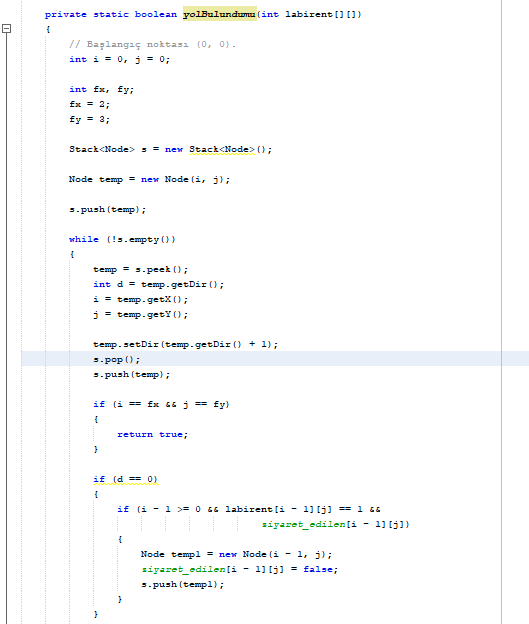 private static boolean yolBulundumu(int labirent[][])
{
// Başlangıç noktası (0, 0).
int i = 0, j = 0;
int fx, fy;
fx = 2;
fy = 3;
Stack<Node> s = new Stack<Node>();
Node temp = new Node(i, j);
s.push(temp);
while (!s.empty())
{
temp = s.peek();
int d = temp.getDir();
i = temp.getX();
j = temp.getY();
temp.setDir(temp.getDir() + 1);
s.pop();
s.push(temp);
if (i == fx && j == fy)
{
return true;
}
if (d == 0)
{
if (i - 1 >= 0 && labirent[i - 1][j] == 1 &&
siyaret_edilen[i - 1][j])
{
Node temp1 = new Node(i - 1, j);
siyaret_edilen[i - 1][j] = false;
s.push(temp1);
}
}